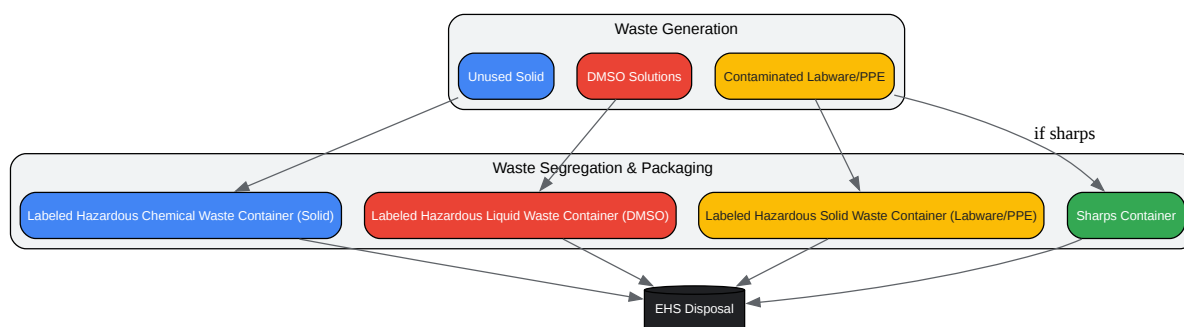 Waste Generation
Unused Solid
DMSO Solutions
Contaminated Labware/PPE
if sharps
Waste Segregation & Packaging
Labeled Hazardous Chemical Waste Container (Solid)
Labeled Hazardous Liquid Waste Container (DMSO)
Labeled Hazardous Solid Waste Container (Labware/PPE)
Sharps Container
EHS Disposal